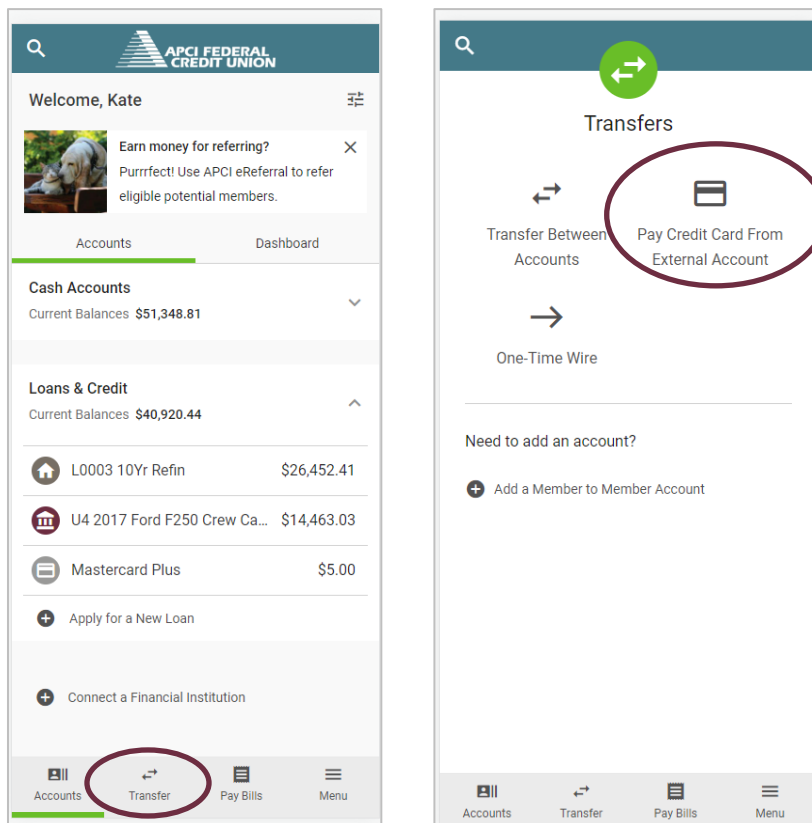 APCI FEDERAL
CREDIT UNION
Welcome, Kate
Earn money for referring?
Purrrfect! Use APCI eReferral to refer
eligible potential members.
Accounts
Dashboard
Cash Accounts
Current Balances $51,348.81
Loans & Credit
Current Balances $40,920.44
L0003 10Yr Refin $26,452.41
U4 2017 Ford F250 Crew Ca... $14,463.03
Mastercard Plus $5.00
Apply for a New Loan
Connect a Financial Institution
Accounts Transfer Pay Bills Menu
Transfers
Transfer Between
Accounts
Pay Credit Card From
External Account
One-Time Wire
Need to add an account?
Add a Member to Member Account
Accounts Transfer Pay Bills Menu